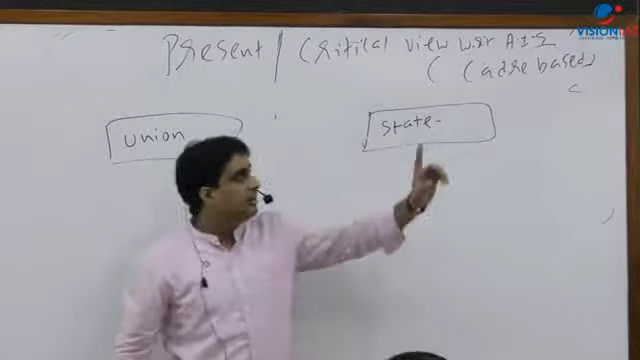 Present / Critical view w.r.t A.I.S
( Cadre based)
Union
State-
VISION IAS